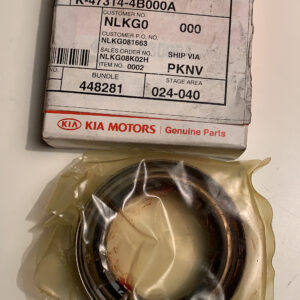 K-47314-4B000A
CUSTOMER NO.
NLKG0 000
CUSTOMER P.O. NO.
NLKG081663
SALES ORDER NO. SHIP VIA
NLKG08K02H
ITEM NO. 0002 PKNV
BUNDLE STAGE AREA
448281 024-040
KIA KIA MOTORS Genuine Parts